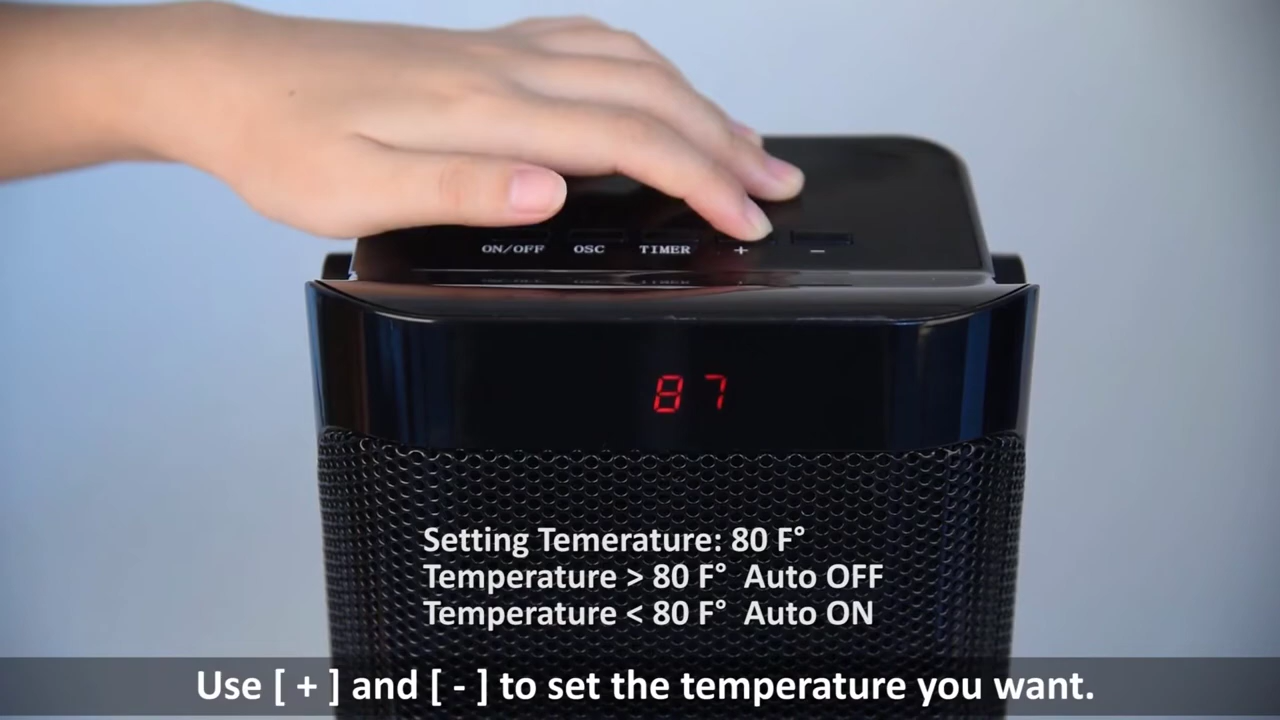 ON/OFF OSC TIMER + −
87
Setting Temerature: 80 F°
Temperature > 80 F° Auto OFF
Temperature < 80 F° Auto ON
Use [ + ] and [ - ] to set the temperature you want.